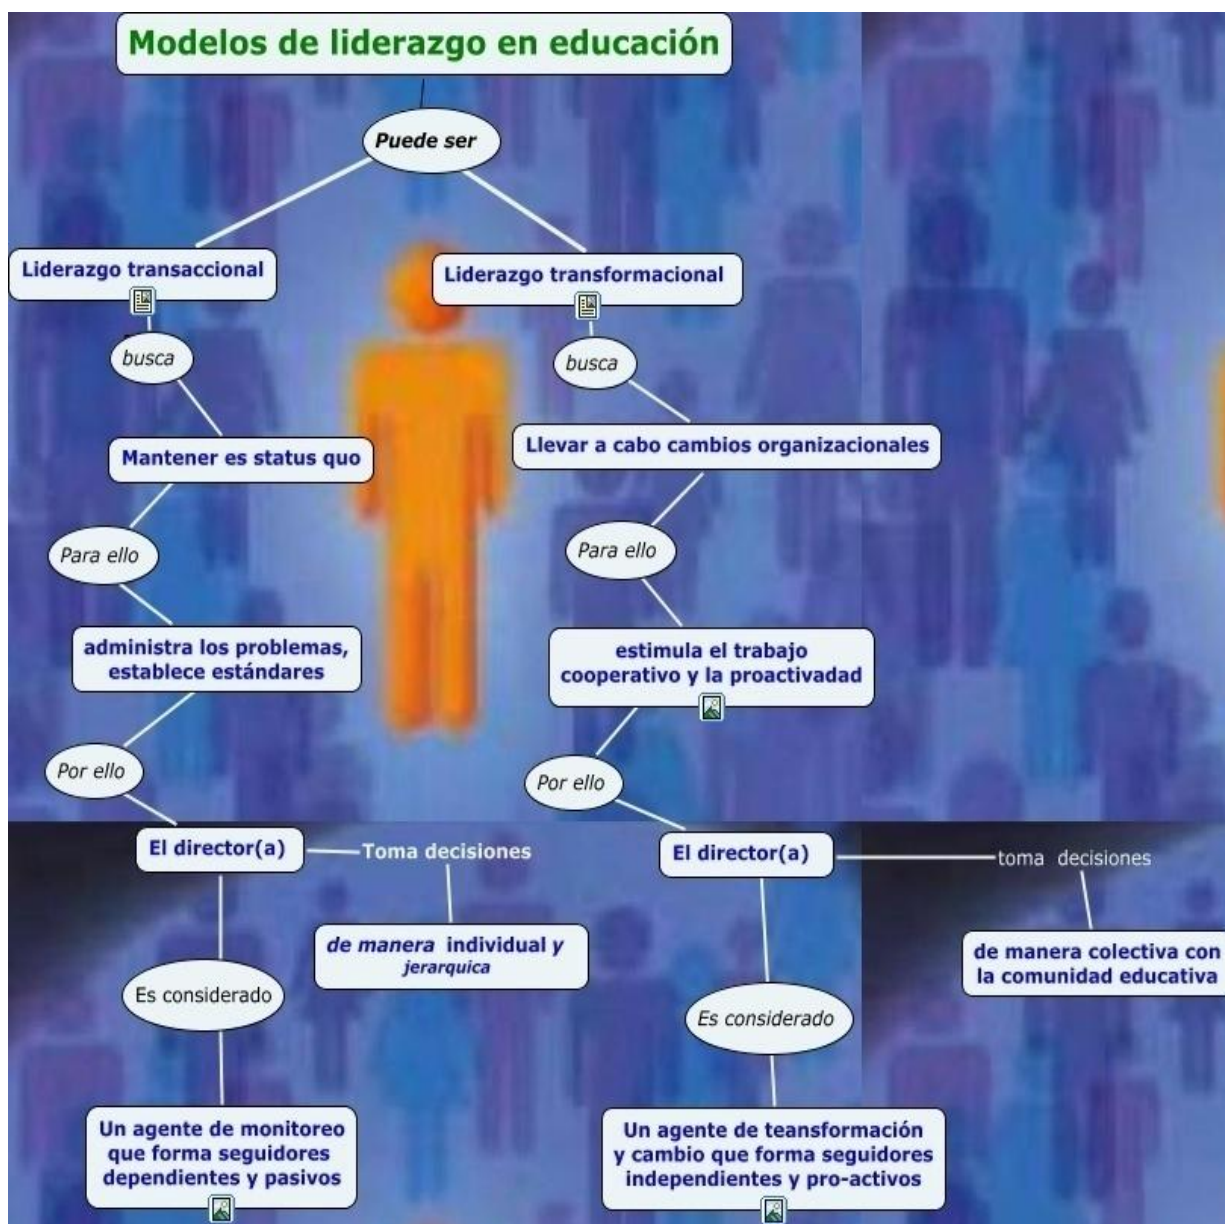 Modelos de liderazgo en educación
Puede ser
Liderazgo transaccional
Liderazgo transformacional
busca
busca
Mantener es status quo
Llevar a cabo cambios organizacionales
Para ello
Para ello
administra los problemas,
establece estándares
estimula el trabajo
cooperativo y la proactivadad
Por ello
Por ello
El director(a)
Toma decisiones
El director(a)
toma decisiones
de manera individual y
jerarquica
de manera colectiva con
la comunidad educativa
Es considerado
Es considerado
Un agente de monitoreo
que forma seguidores
dependientes y pasivos
Un agente de teansformación
y cambio que forma seguidores
independientes y pro-activos